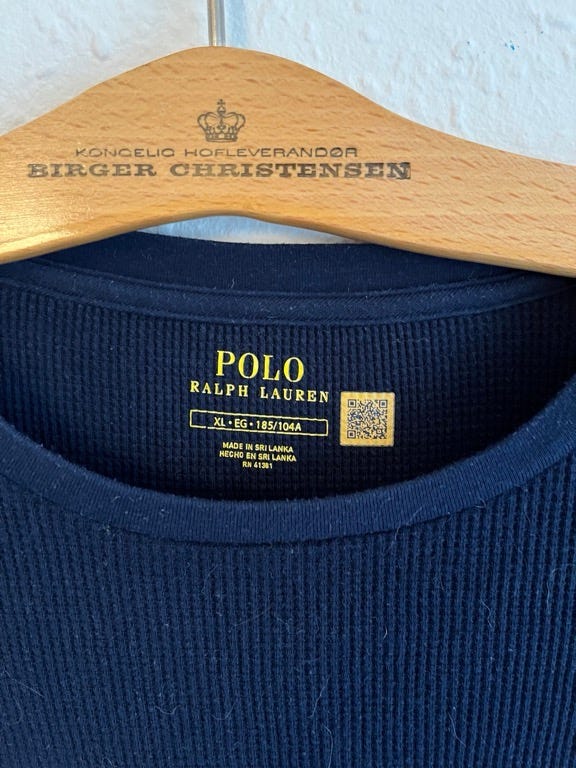 KONGELIG HOFLEVERANDØR
BIRGER CHRISTENSEN
POLO
RALPH LAUREN
XL • EG • 185/104A
MADE IN SRI LANKA
HECHO EN SRI LANKA
RN 41381